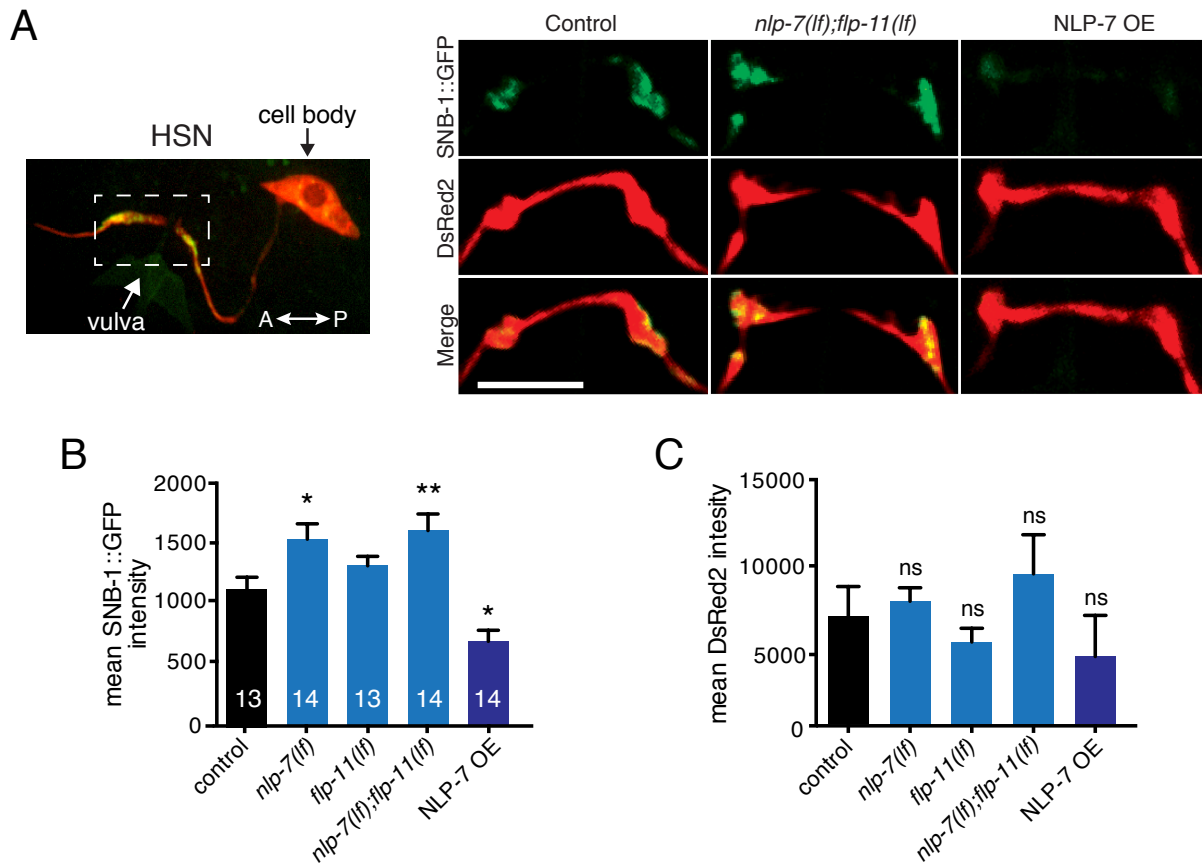 A
HSN
cell body
vulva
A P
Control
nlp-7(lf);flp-11(lf)
NLP-7 OE
SNB-1::GFP
DsRed2
Merge
B
mean SNB-1::GFP
intensity
2000
1500
1000
500
0
*
**
*
13
14
13
14
14
control
nlp-7(lf)
flp-11(lf)
nlp-7(lf);flp-11(lf)
NLP-7 OE
C
mean DsRed2 intesity
15000
10000
5000
0
ns
ns
ns
ns
control
nlp-7(lf)
flp-11(lf)
nlp-7(lf);flp-11(lf)
NLP-7 OE